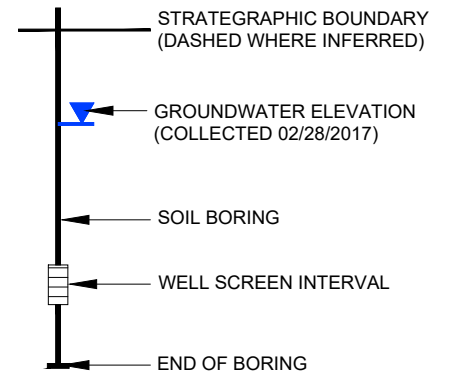 STRATEGRAPHIC BOUNDARY
(DASHED WHERE INFERRED)
GROUNDWATER ELEVATION
(COLLECTED 02/28/2017)
SOIL BORING
WELL SCREEN INTERVAL
END OF BORING